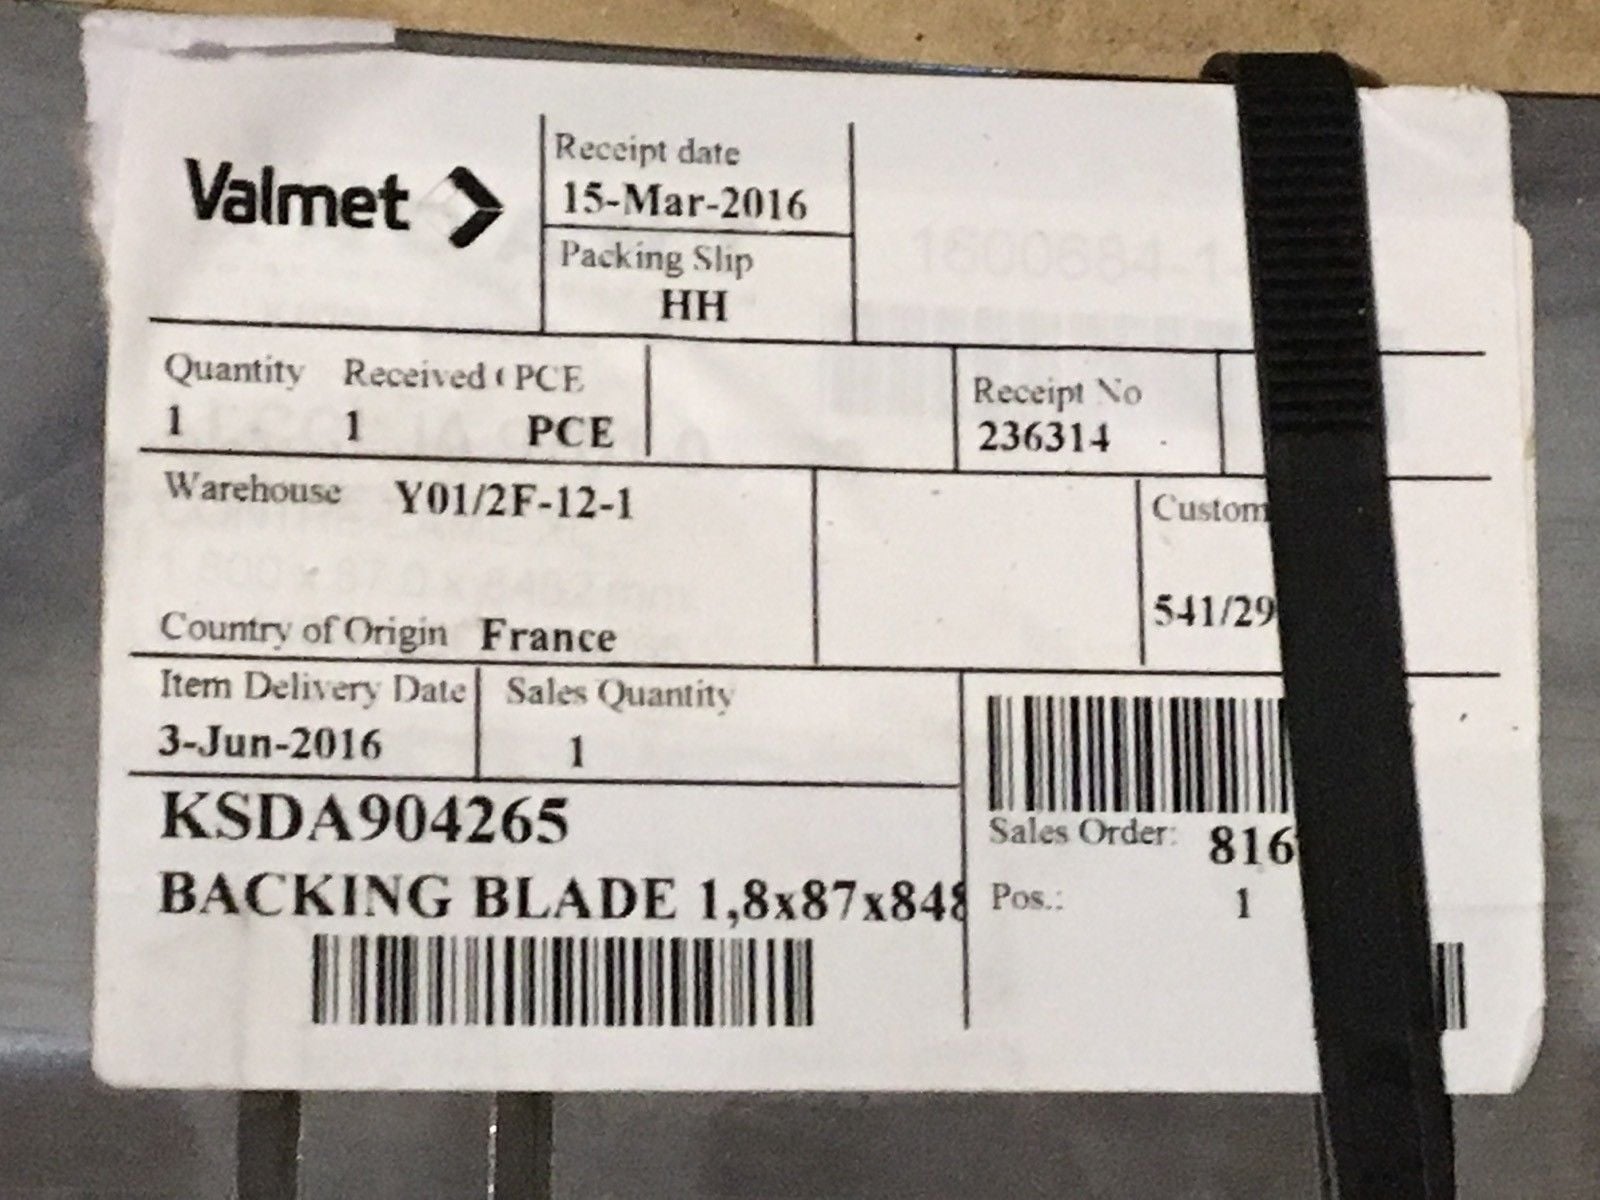 Valmet
Receipt date
15-Mar-2016
Packing Slip
HH
Quantity Received PCE
1 1 PCE
Receipt No
236314
Warehouse Y01/2F-12-1
Custom
541/29
Country of Origin France
Item Delivery Date Sales Quantity
3-Jun-2016 1
KSDA904265
BACKING BLADE 1,8x87x848
Sales Order: 816
Pos.: 1